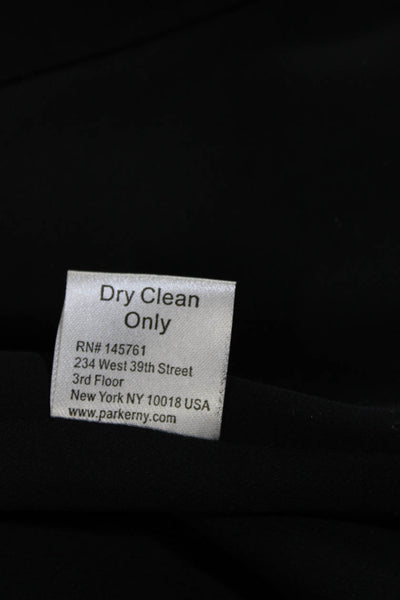 Dry Clean
Only
RN# 145761
234 West 39th Street
3rd Floor
New York NY 10018 USA
www.parkerny.com